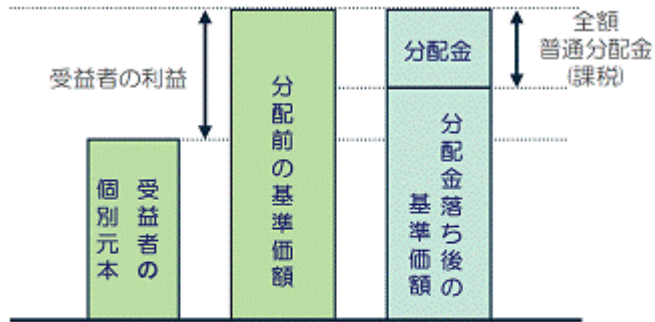 受益者の利益
受益者の
個別元本
分配前の基準価額
分配金
分配金落ち後の
基準価額
全額
普通分配金
(課税)